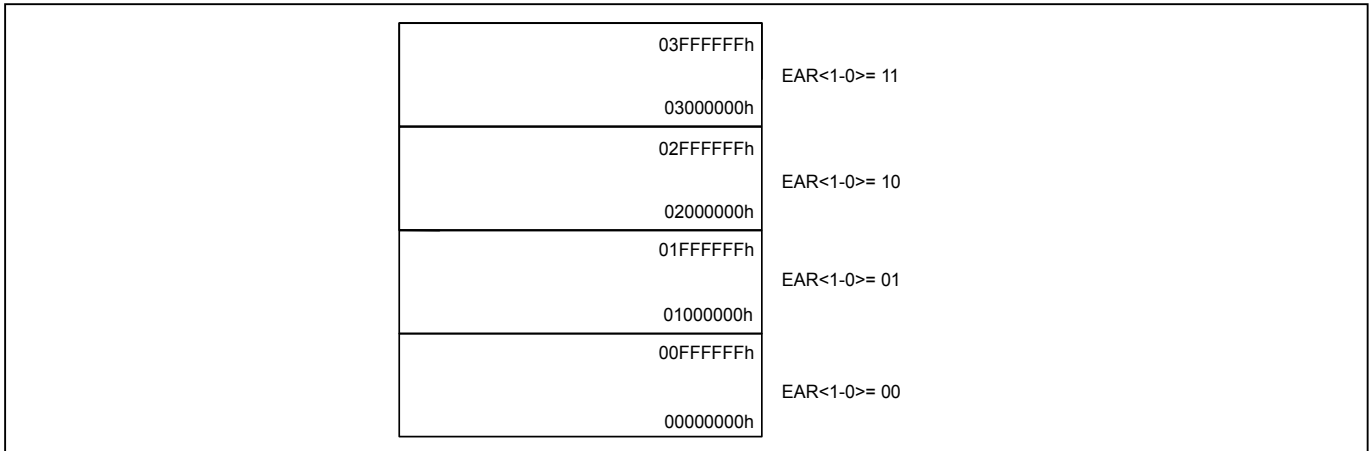 03FFFFFFh
EAR<1-0>= 11
03000000h
02FFFFFFh
EAR<1-0>= 10
02000000h
01FFFFFFh
EAR<1-0>= 01
01000000h
00FFFFFFh
EAR<1-0>= 00
00000000h